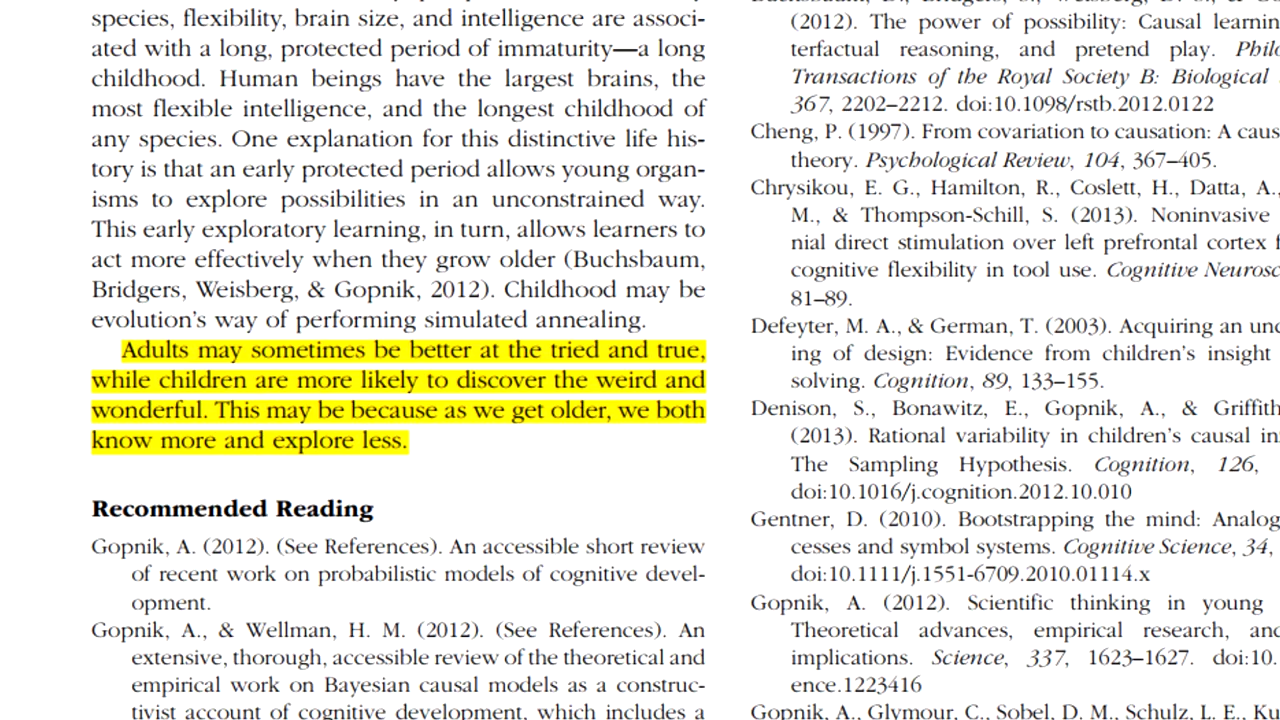 species, flexibility, brain size, and intelligence are associ-
ated with a long, protected period of immaturity—a long
childhood. Human beings have the largest brains, the
most flexible intelligence, and the longest childhood of
any species. One explanation for this distinctive life his-
tory is that an early protected period allows young organ-
isms to explore possibilities in an unconstrained way.
This early exploratory learning, in turn, allows learners to
act more effectively when they grow older (Buchsbaum,
Bridgers, Weisberg, & Gopnik, 2012). Childhood may be
evolution's way of performing simulated annealing.
Adults may sometimes be better at the tried and true,
while children are more likely to discover the weird and
wonderful. This may be because as we get older, we both
know more and explore less.
Recommended Reading
Gopnik, A. (2012). (See References). An accessible short review
of recent work on probabilistic models of cognitive devel-
opment.
Gopnik, A., & Wellman, H. M. (2012). (See References). An
extensive, thorough, accessible review of the theoretical and
empirical work on Bayesian causal models as a construc-
tivist account of cognitive development, which includes a
(2012). The power of possibility: Causal learnin
terfactual reasoning, and pretend play. Philo
Transactions of the Royal Society B: Biological
367, 2202–2212. doi:10.1098/rstb.2012.0122
Cheng, P. (1997). From covariation to causation: A caus
theory. Psychological Review, 104, 367–405.
Chrysikou, E. G., Hamilton, R., Coslett, H., Datta, A.,
M., & Thompson-Schill, S. (2013). Noninvasive
nial direct stimulation over left prefrontal cortex f
cognitive flexibility in tool use. Cognitive Neurosc
81–89.
Defeyter, M. A., & German, T. (2003). Acquiring an und
ing of design: Evidence from children's insight
solving. Cognition, 89, 133–155.
Denison, S., Bonawitz, E., Gopnik, A., & Griffith
(2013). Rational variability in children's causal in
The Sampling Hypothesis. Cognition, 126,
doi:10.1016/j.cognition.2012.10.010
Gentner, D. (2010). Bootstrapping the mind: Analog
cesses and symbol systems. Cognitive Science, 34,
doi:10.1111/j.1551-6709.2010.01114.x
Gopnik, A. (2012). Scientific thinking in young
Theoretical advances, empirical research, and
implications. Science, 337, 1623–1627. doi:10.
ence.1223416
Gopnik, A., Glymour, C., Sobel, D. M., Schulz, L. E., Ku